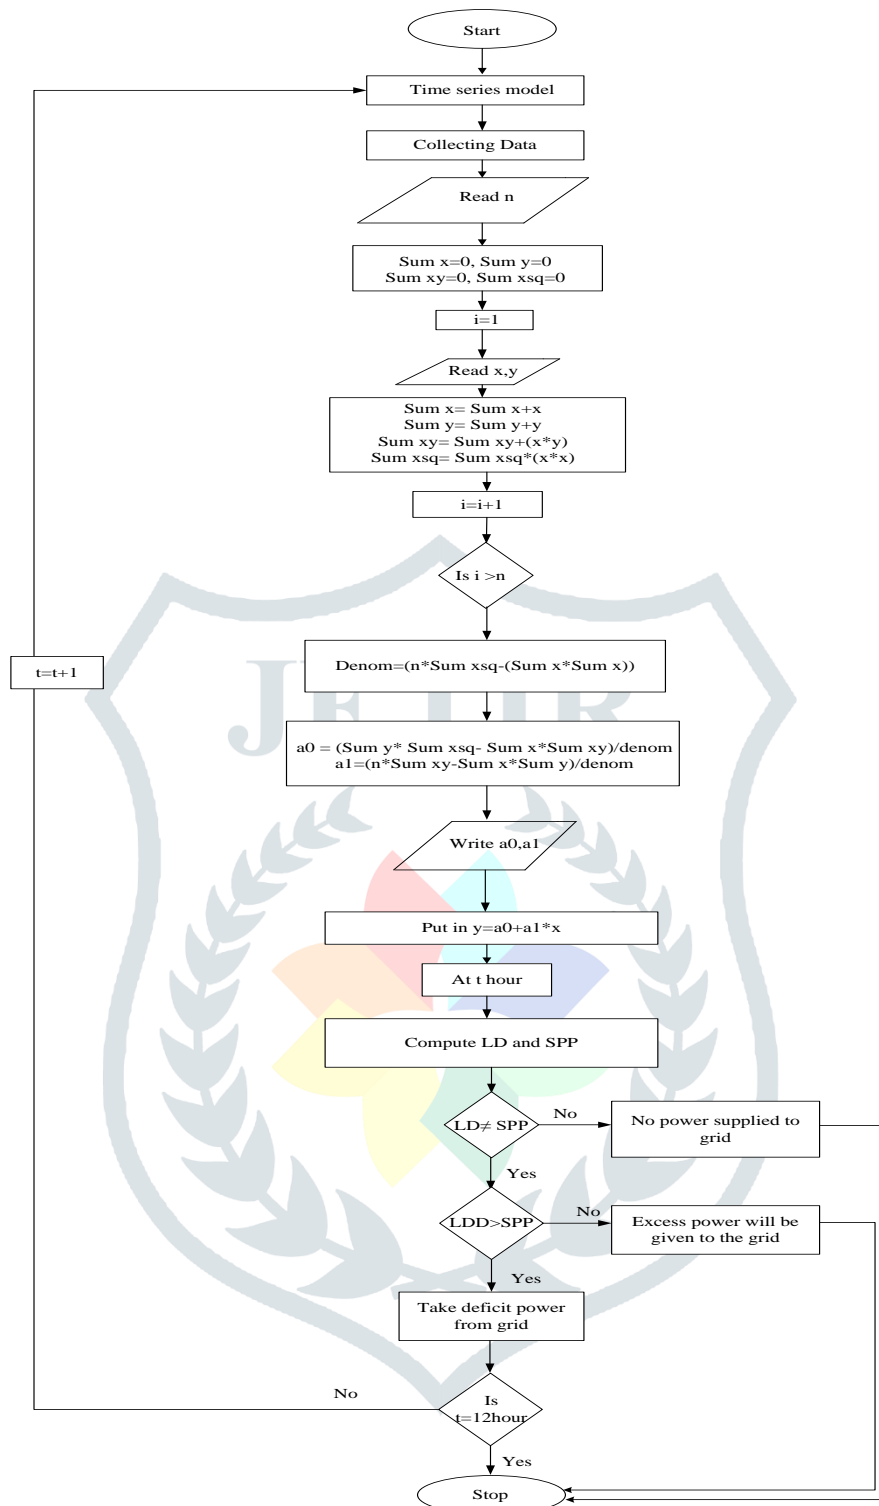 Start
Time series model
Collecting Data
Read n
Sum x=0, Sum y=0
Sum xy=0, Sum xsq=0
i=1
Read x,y
Sum x= Sum x+x
Sum y= Sum y+y
Sum xy= Sum xy+(x*y)
Sum xsq= Sum xsq*(x*x)
i=i+1
Is i >n
Denom=(n*Sum xsq-(Sum x*Sum x))
t=t+1
JETIR
a0 = (Sum y* Sum xsq- Sum x*Sum xy)/denom
a1=(n*Sum xy-Sum x*Sum y)/denom
Write a0,a1
Put in y=a0+a1*x
At t hour
Compute LD and SPP
LD≠ SPP
No
No power supplied to
grid
Yes
LDD>SPP
No
Excess power will be
given to the grid
Yes
Take deficit power
from grid
No
Is
t=12hour
Yes
Stop